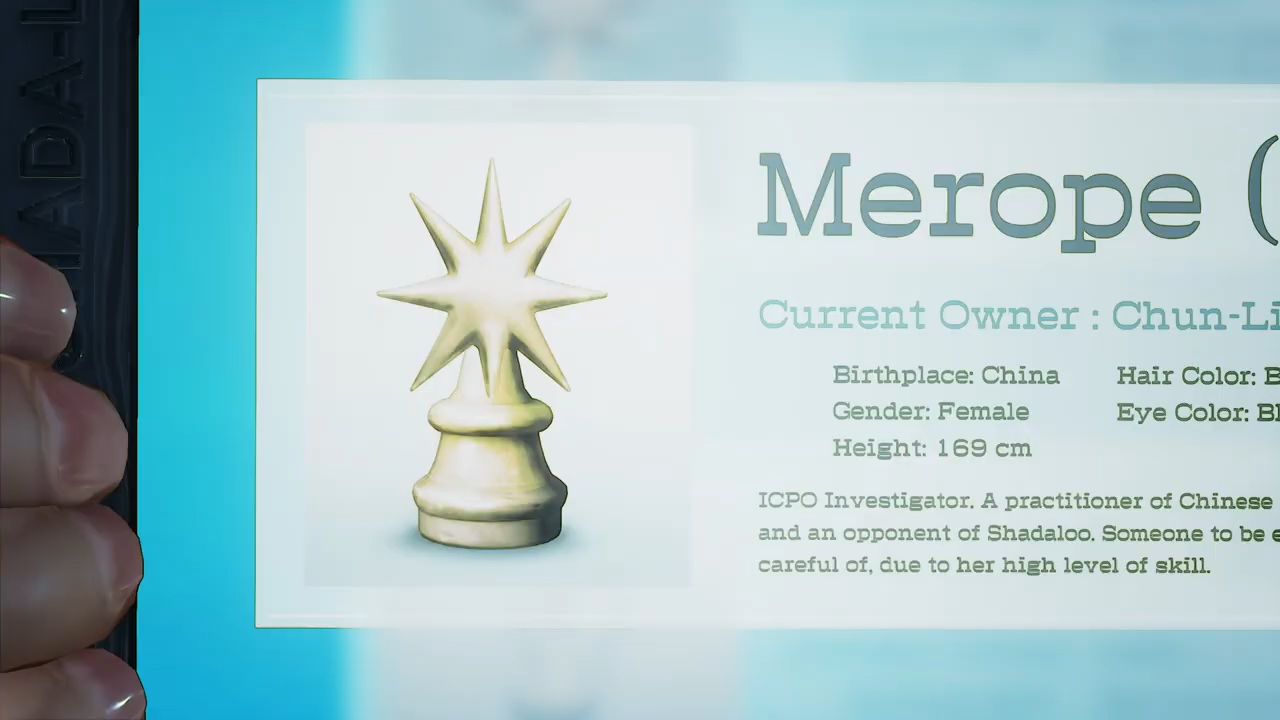 Merope (
Current Owner : Chun-Li
Birthplace: China Hair Color: B
Gender: Female Eye Color: Bl
Height: 169 cm
ICPO Investigator. A practitioner of Chinese
and an opponent of Shadaloo. Someone to be e
careful of, due to her high level of skill.